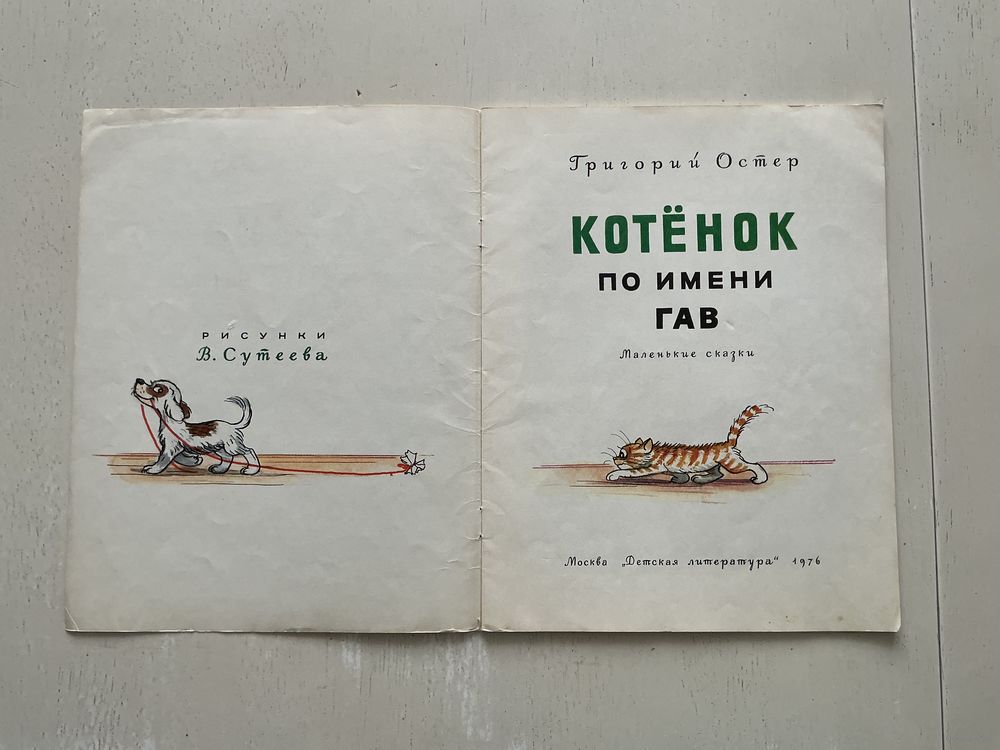 РИСУНКИ
В. Сутеева
Григорий Остер
КОТЁНОК
ПО ИМЕНИ
ГАВ
Маленькие сказки
Москва „Детская литература“ 1976